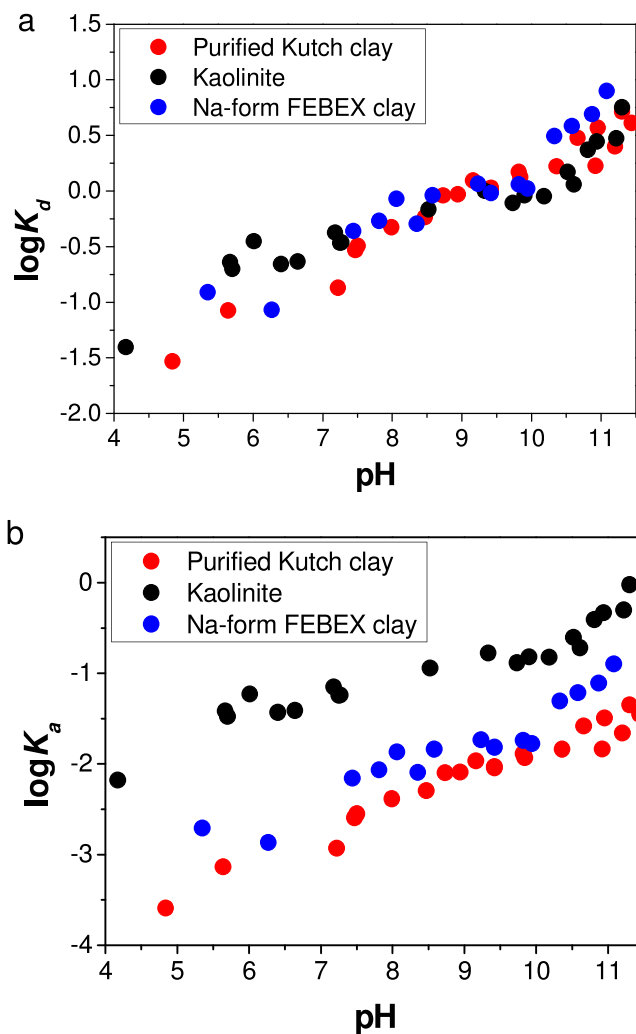 a
1.5
1.0
0.5
0.0
-0.5
-1.0
-1.5
-2.0
logKd
Purified Kutch clay
Kaolinite
Na-form FEBEX clay
4 5 6 7 8 9 10 11
pH
b
0
-1
-2
-3
-4
logKa
Purified Kutch clay
Kaolinite
Na-form FEBEX clay
4 5 6 7 8 9 10 11
pH